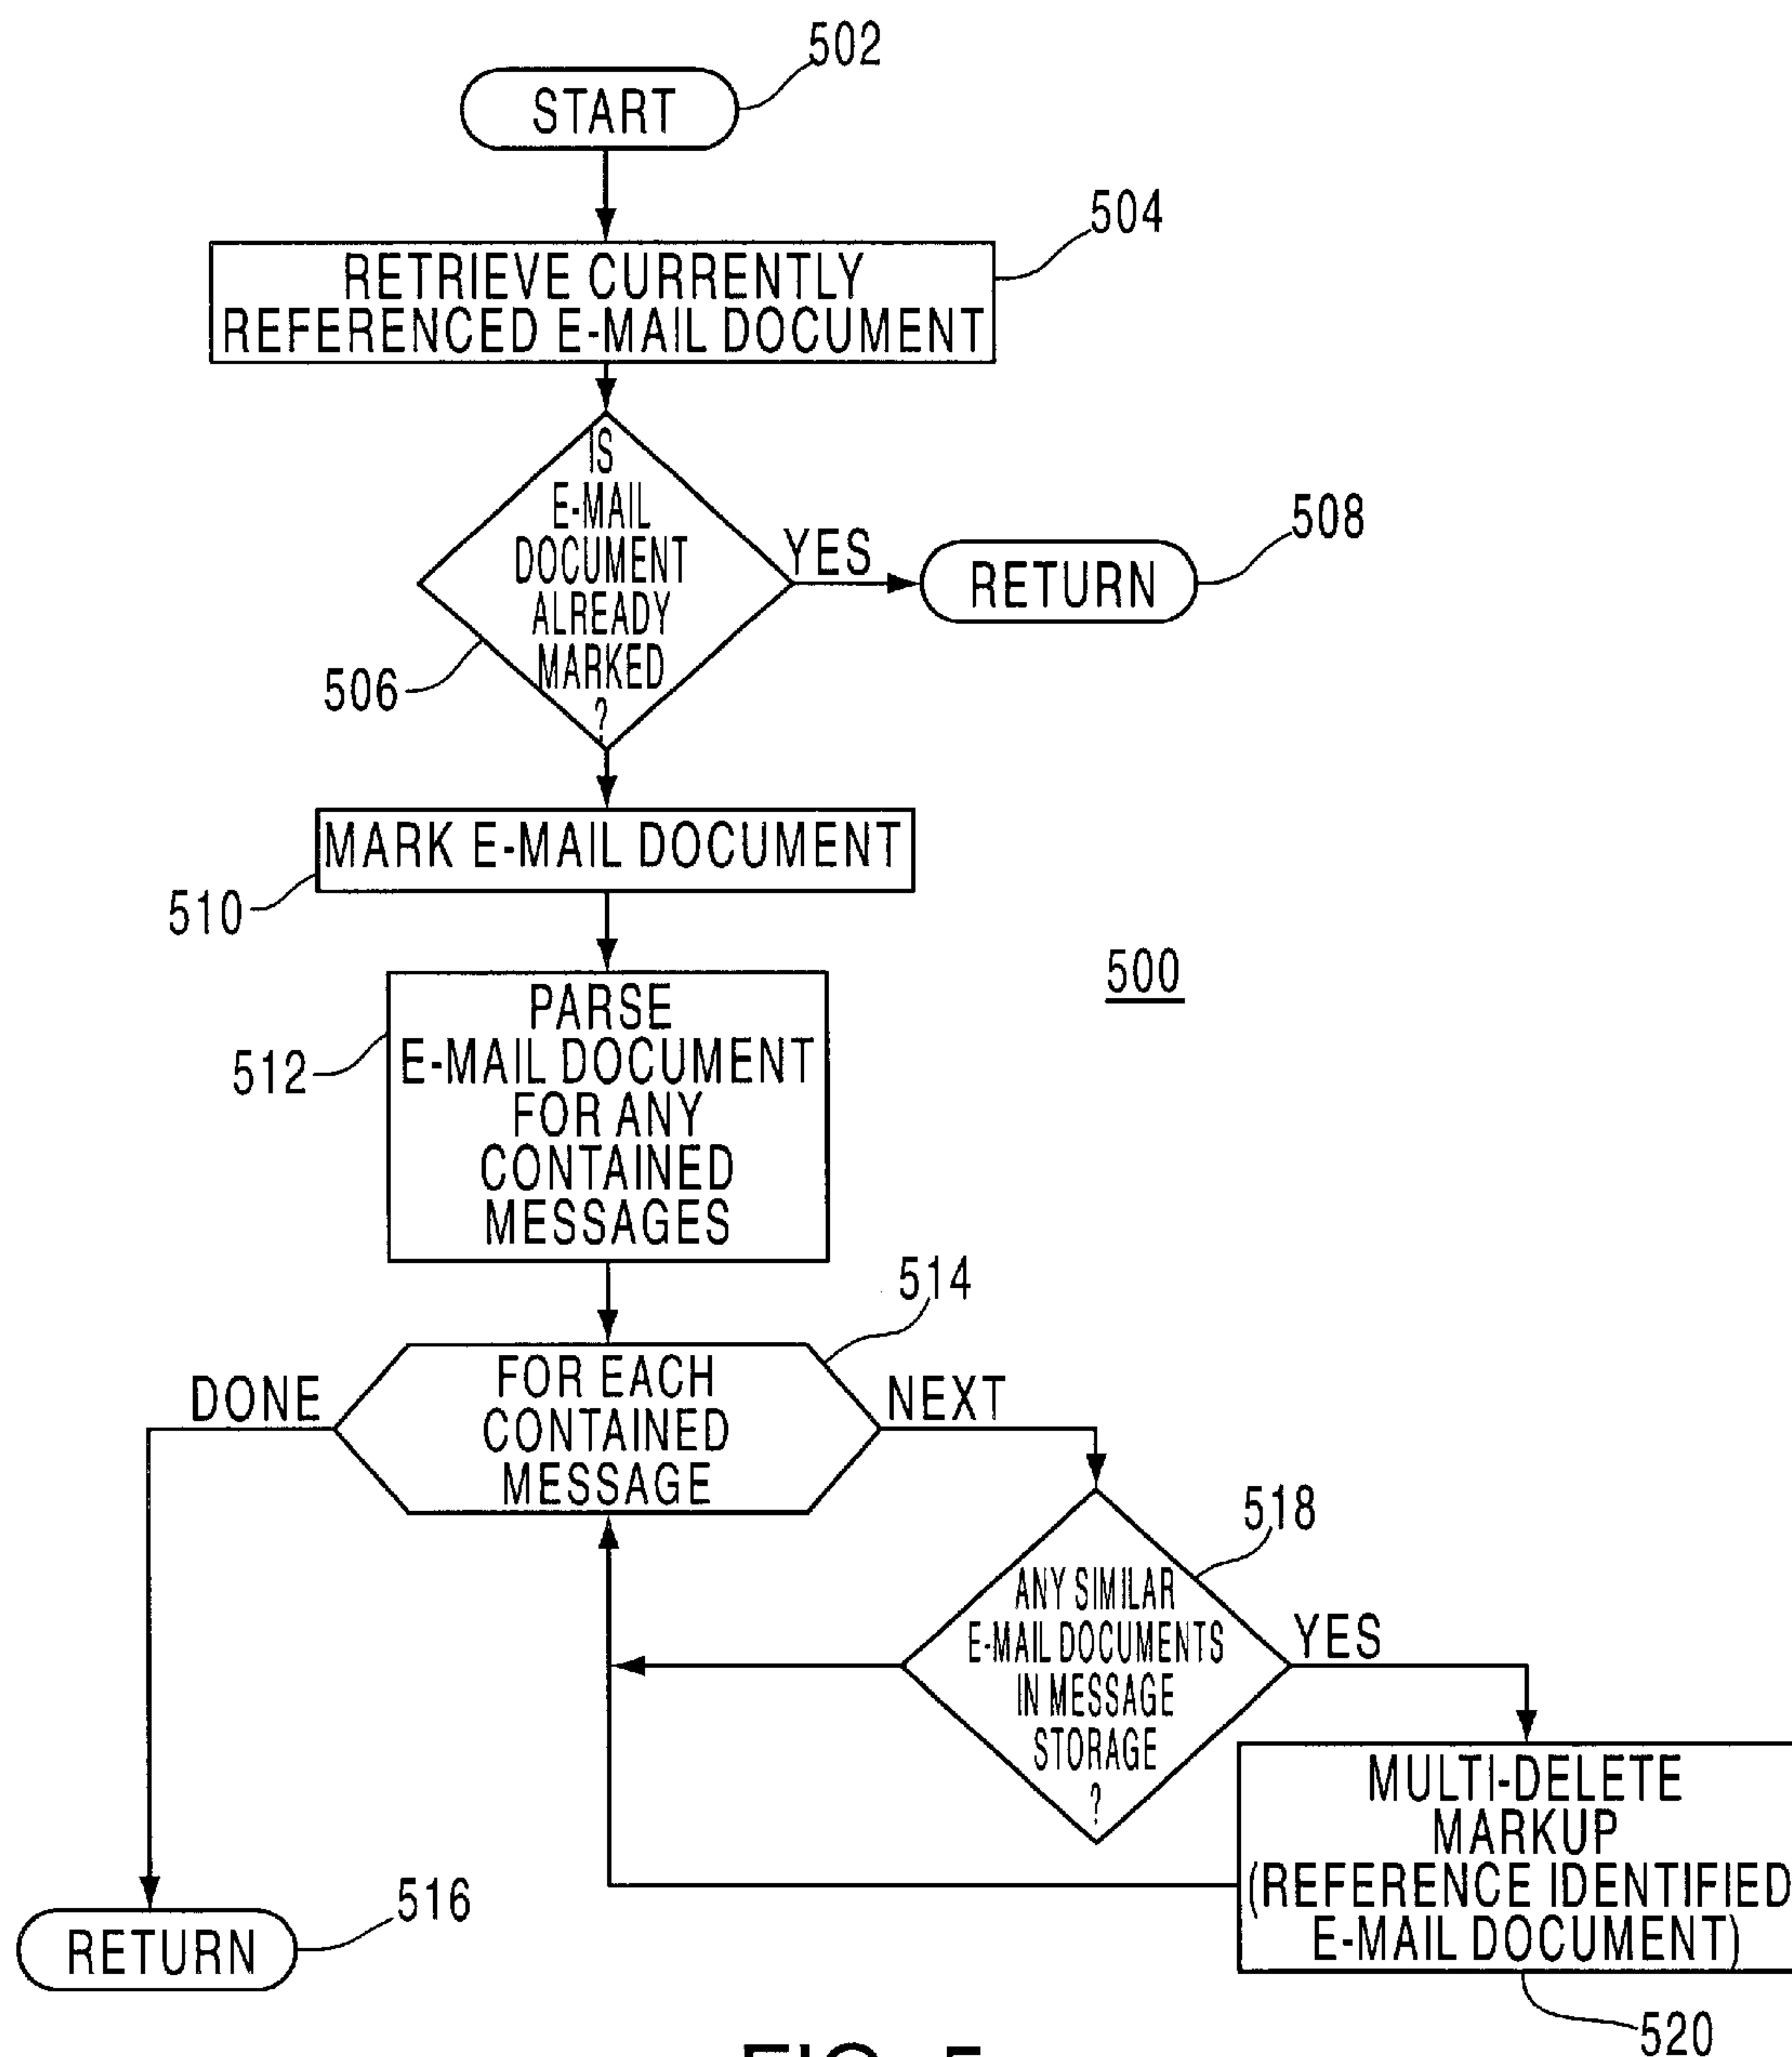 502
START
504
RETRIEVE CURRENTLY
REFERENCED E-MAIL DOCUMENT
IS
E-MAIL
DOCUMENT
ALREADY
MARKED
?
YES
508
RETURN
506
MARK E-MAIL DOCUMENT
510
500
PARSE
E-MAIL DOCUMENT
FOR ANY
CONTAINED
MESSAGES
512
514
FOR EACH
CONTAINED
MESSAGE
DONE
NEXT
518
ANY SIMILAR
E-MAIL DOCUMENTS
IN MESSAGE
STORAGE
?
YES
MULTI-DELETE
MARKUP
(REFERENCE IDENTIFIED
E-MAIL DOCUMENT)
516
RETURN
520